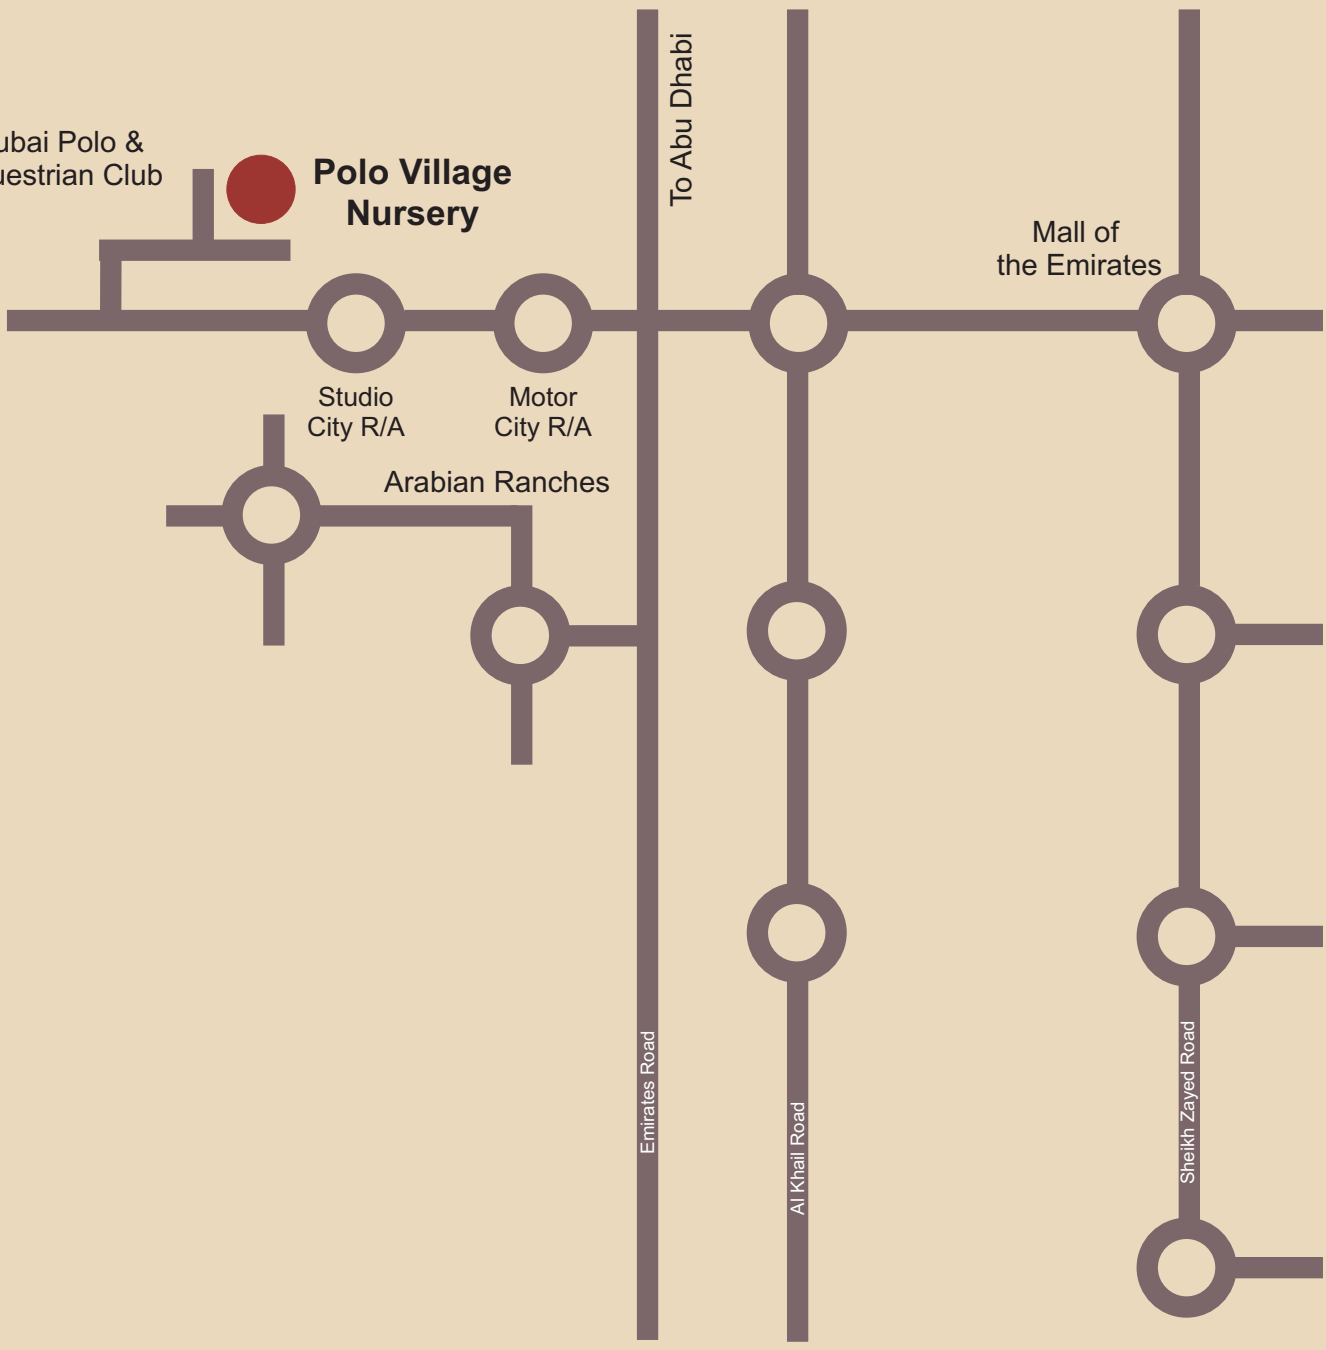 ubai Polo &
uestrian Club
Polo Village
Nursery
To Abu Dhabi
Mall of
the Emirates
Studio
City R/A
Motor
City R/A
Arabian Ranches
Emirates Road
Al Khail Road
Sheikh Zayed Road